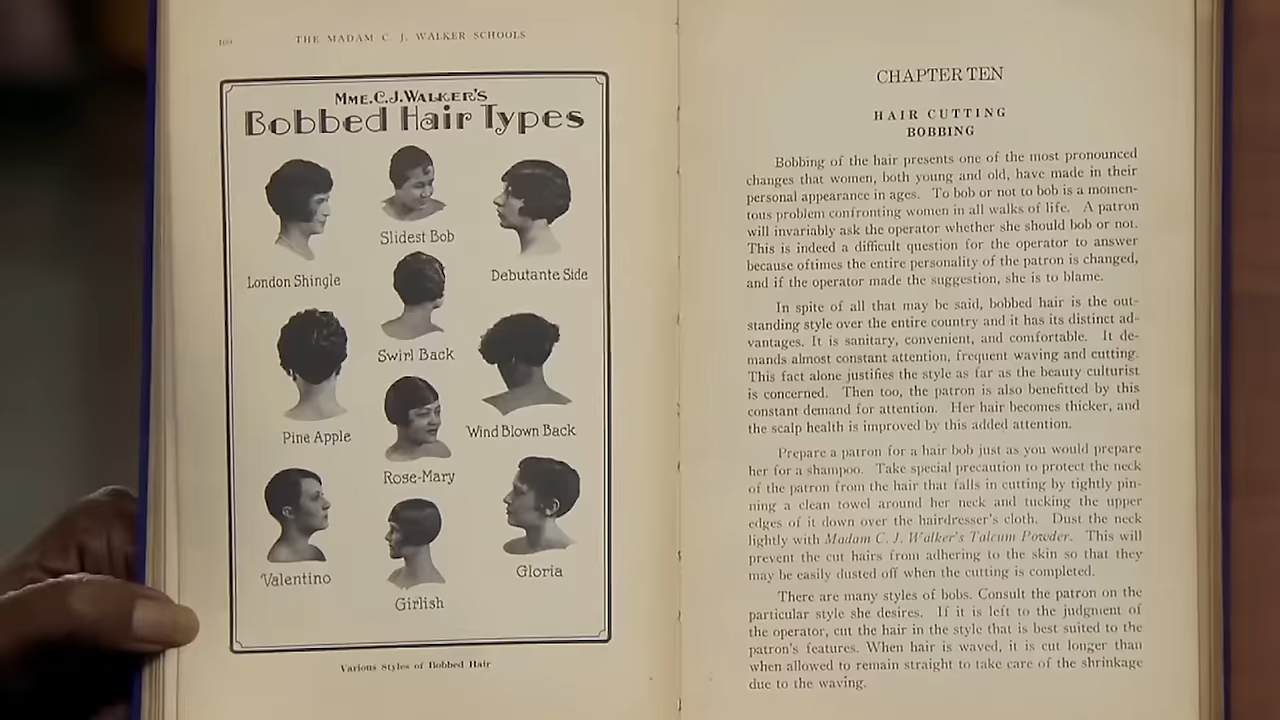 THE MADAM C. J. WALKER SCHOOLS
MME. C. J. WALKER'S
Bobbed Hair Types
London Shingle
Slidest Bob
Debutante Side
Swirl Back
Pine Apple
Wind Blown Back
Rose-Mary
Valentino
Girlish
Gloria
Various Styles of Bobbed Hair
CHAPTER TEN
HAIR CUTTING
BOBBING
Bobbing of the hair presents one of the most pronounced
changes that women, both young and old, have made in their
personal appearance in ages. To bob or not to bob is a momen-
tous problem confronting women in all walks of life. A patron
will invariably ask the operator whether she should bob or not.
This is indeed a difficult question for the operator to answer
because oftimes the entire personality of the patron is changed,
and if the operator made the suggestion, she is to blame.
In spite of all that may be said, bobbed hair is the out-
standing style over the entire country and it has its distinct ad-
vantages. It is sanitary, convenient, and comfortable. It de-
mands almost constant attention, frequent waving and cutting.
This fact alone justifies the style as far as the beauty culturist
is concerned. Then too, the patron is also benefitted by this
constant demand for attention. Her hair becomes thicker, and
the scalp health is improved by this added attention.
Prepare a patron for a hair bob just as you would prepare
her for a shampoo. Take special precaution to protect the neck
of the patron from the hair that falls in cutting by tightly pin-
ning a clean towel around her neck and tucking the upper
edges of it down over the hairdresser's cloth. Dust the neck
lightly with Madam C. J. Walker's Talcum Powder. This will
prevent the cut hairs from adhering to the skin so that they
may be easily dusted off when the cutting is completed.
There are many styles of bobs. Consult the patron on the
particular style she desires. If it is left to the judgment of
the operator, cut the hair in the style that is best suited to the
patron's features. When hair is waved, it is cut longer than
when allowed to remain straight to take care of the shrinkage
due to the waving.